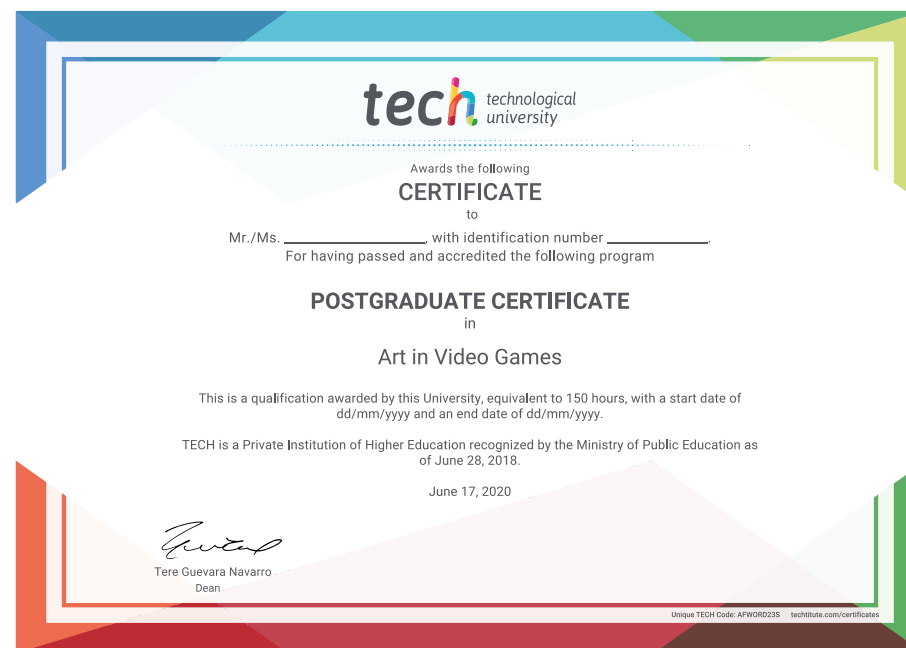 tech technological
university
Awards the following
CERTIFICATE
to
Mr./Ms. ____________________, with identification number ______________.
For having passed and accredited the following program
POSTGRADUATE CERTIFICATE
in
Art in Video Games
This is a qualification awarded by this University, equivalent to 150 hours, with a start date of
dd/mm/yyyy and an end date of dd/mm/yyyy.
TECH is a Private Institution of Higher Education recognized by the Ministry of Public Education as
of June 28, 2018.
June 17, 2020
Tere Guevara Navarro
Dean
Unique TECH Code: AFWORD23S techtitute.com/certificates